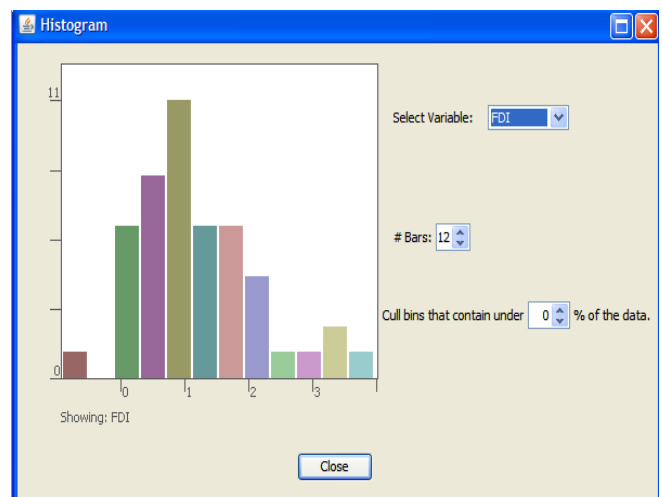 Histogram
11
Select Variable: FDI
# Bars: 12
Cull bins that contain under 0 % of the data.
0
0 1 2 3
Showing: FDI
Close